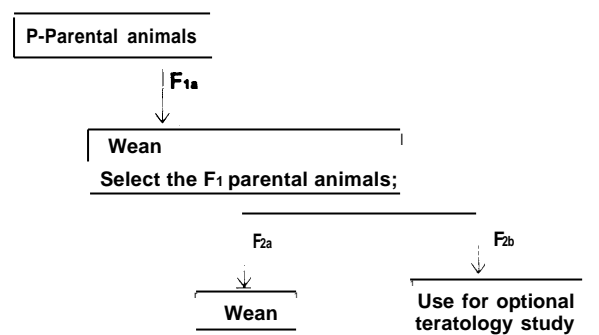 P-Parental animals
F1a
Wean
Select the F1 parental animals;
F2a
F2b
Wean
Use for optional
teratology study